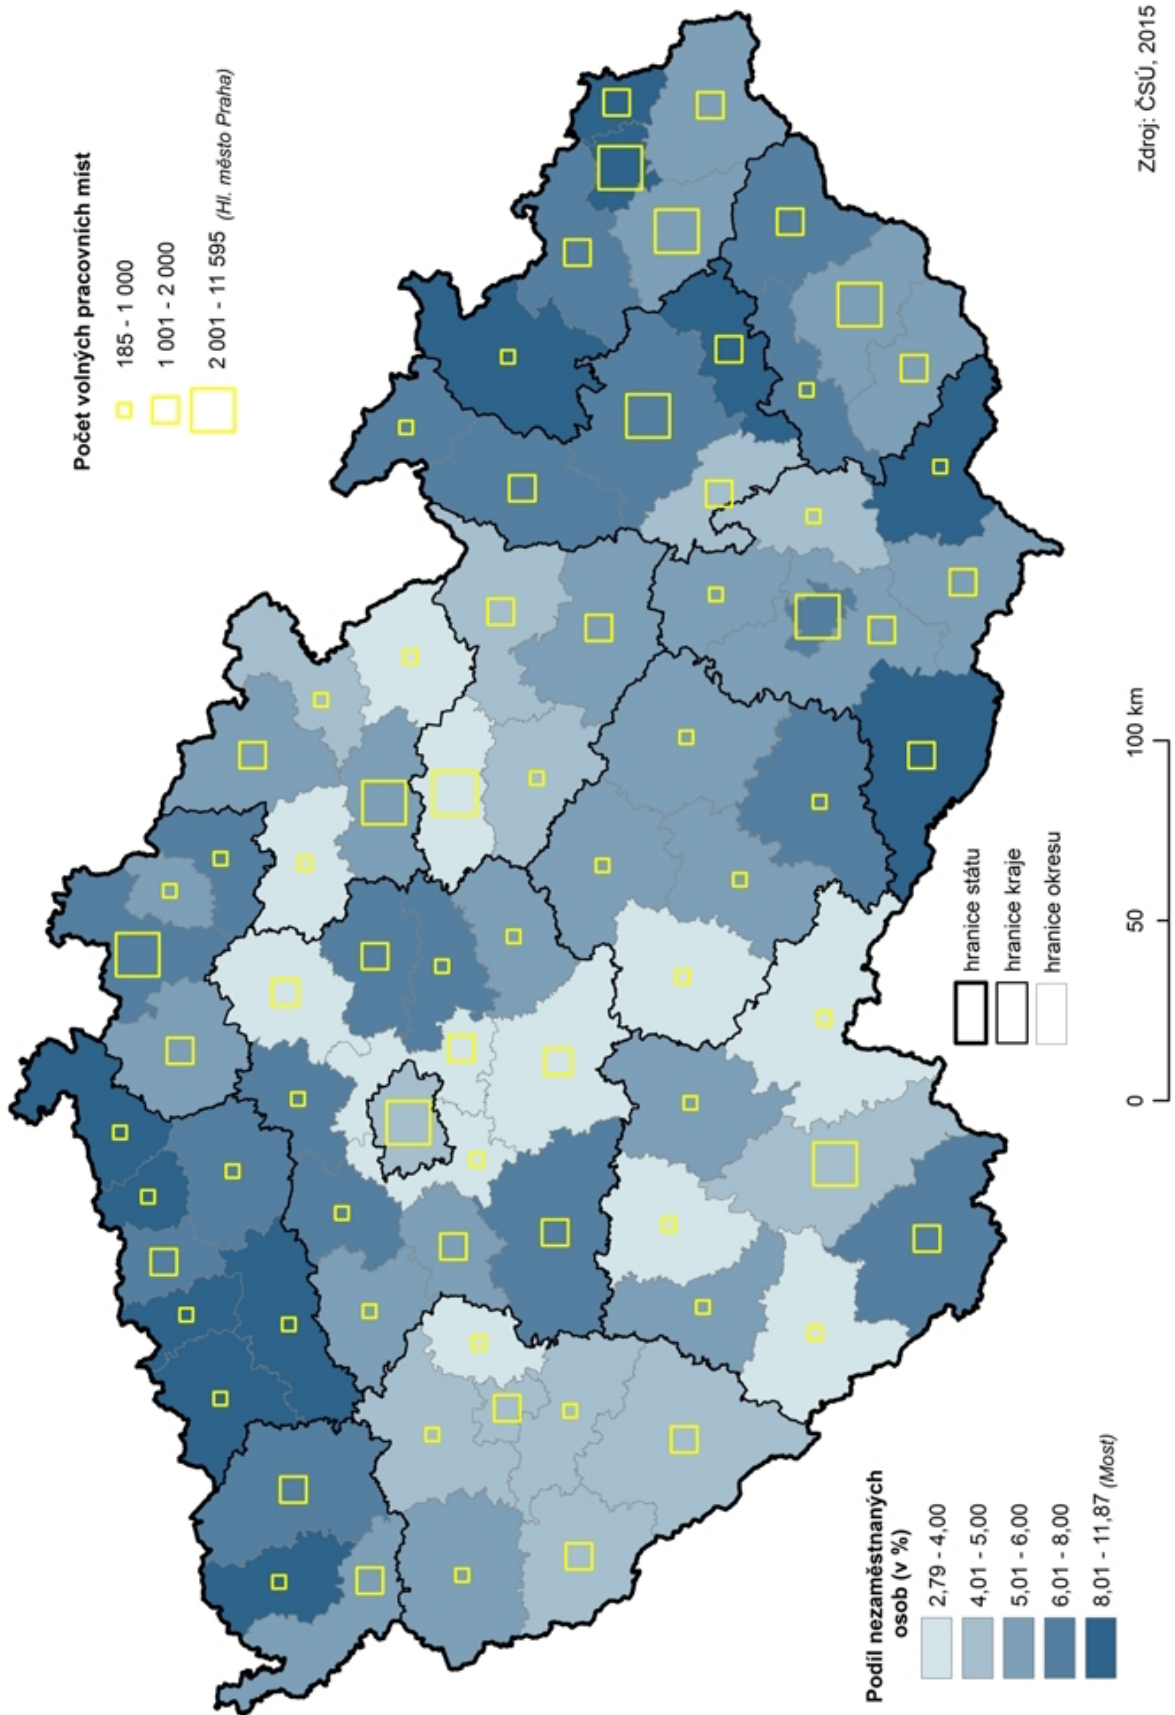 Počet volných pracovních míst
185 - 1 000
1 001 - 2 000
2 001 - 11 595 (Hl. město Praha)
Podíl nezaměstnaných
osob (v %)
2,79 - 4,00
4,01 - 5,00
5,01 - 6,00
6,01 - 8,00
8,01 - 11,87 (Most)
hranice státu
hranice kraje
hranice okresu
0 50 100 km
Zdroj: ČSÚ, 2015